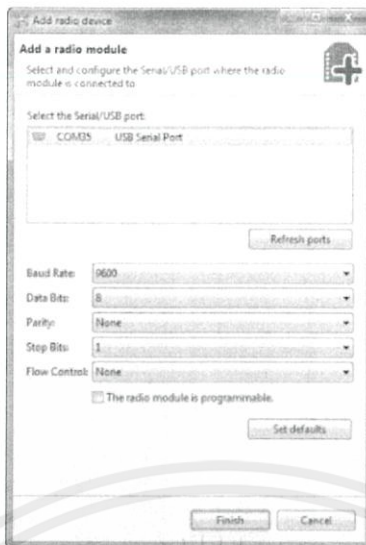 Add radio device
Add a radio module
Select and configure the Serial/USB port where the radio
module is connected to.
Select the Serial/USB port:
COM35 USB Serial Port
Refresh ports
Baud Rate: 9600
Data Bits: 8
Parity: None
Stop Bits: 1
Flow Control: None
The radio module is programmable.
Set defaults
Finish Cancel